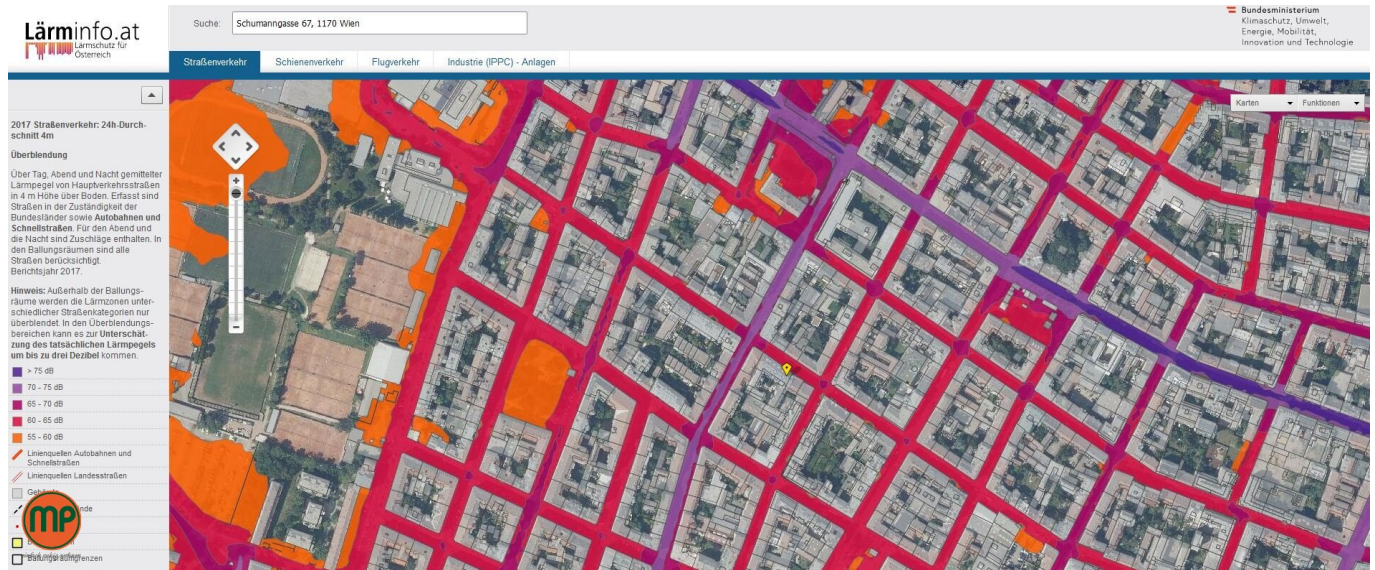 Lärminfo.at
Lärmschutz für
Österreich
Suche: Schumanngasse 67, 1170 Wien
Bundesministerium
Klimaschutz, Umwelt,
Energie, Mobilität,
Innovation und Technologie
Straßenverkehr Schienenverkehr Flugverkehr Industrie (IPPC) - Anlagen
Karten Funktionen
2017 Straßenverkehr: 24h-Durch-
schnitt 4m
Überblendung
Über Tag, Abend und Nacht gemittelter
Lärmpegel von Hauptverkehrsstraßen
in 4 m Höhe über Boden. Erfasst sind
Straßen in der Zuständigkeit der
Bundesländer sowie Autobahnen und
Schnellstraßen. Für den Abend und
die Nacht sind Zuschläge enthalten. In
den Ballungsräumen sind alle
Straßen berücksichtigt.
Berichtsjahr 2017.
Hinweis: Außerhalb der Ballungs-
räume werden die Lärmzonen unter-
schiedlicher Straßenkategorien nur
überblendet. In den Überblendungs-
bereichen kann es zur Unterschät-
zung des tatsächlichen Lärmpegels
um bis zu drei Dezibel kommen.
> 75 dB
70 - 75 dB
65 - 70 dB
60 - 65 dB
55 - 60 dB
Linienquellen Autobahnen und
Schnellstraßen
Linienquellen Landesstraßen
MP
Ballungsraumgrenzen